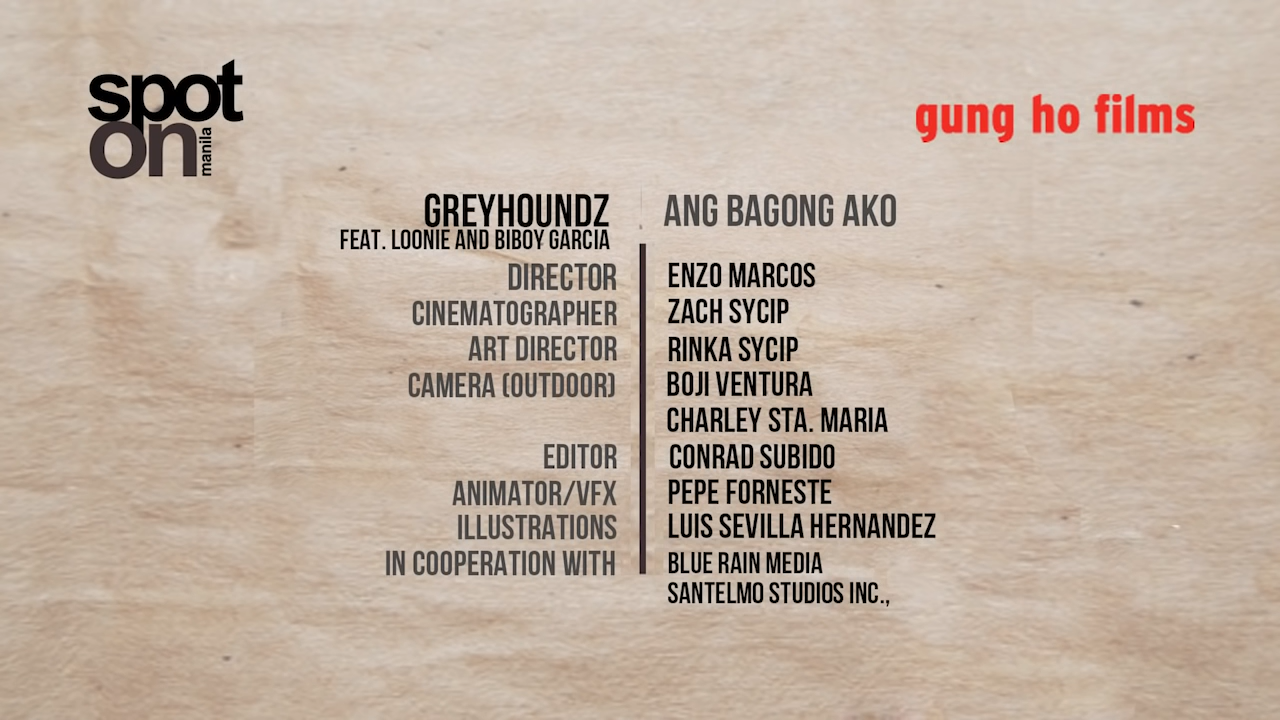 spot
on
manila
gung ho films
GREYHOUNDZ ANG BAGONG AKO
FEAT. LOONIE AND BIBOY GARCIA
DIRECTOR ENZO MARCOS
CINEMATOGRAPHER ZACH SYCIP
ART DIRECTOR RINKA SYCIP
CAMERA (OUTDOOR) BOJI VENTURA
CHARLEY STA. MARIA
EDITOR CONRAD SUBIDO
ANIMATOR/VFX PEPE FORNESTE
ILLUSTRATIONS LUIS SEVILLA HERNANDEZ
IN COOPERATION WITH BLUE RAIN MEDIA
SANTELMO STUDIOS INC.,